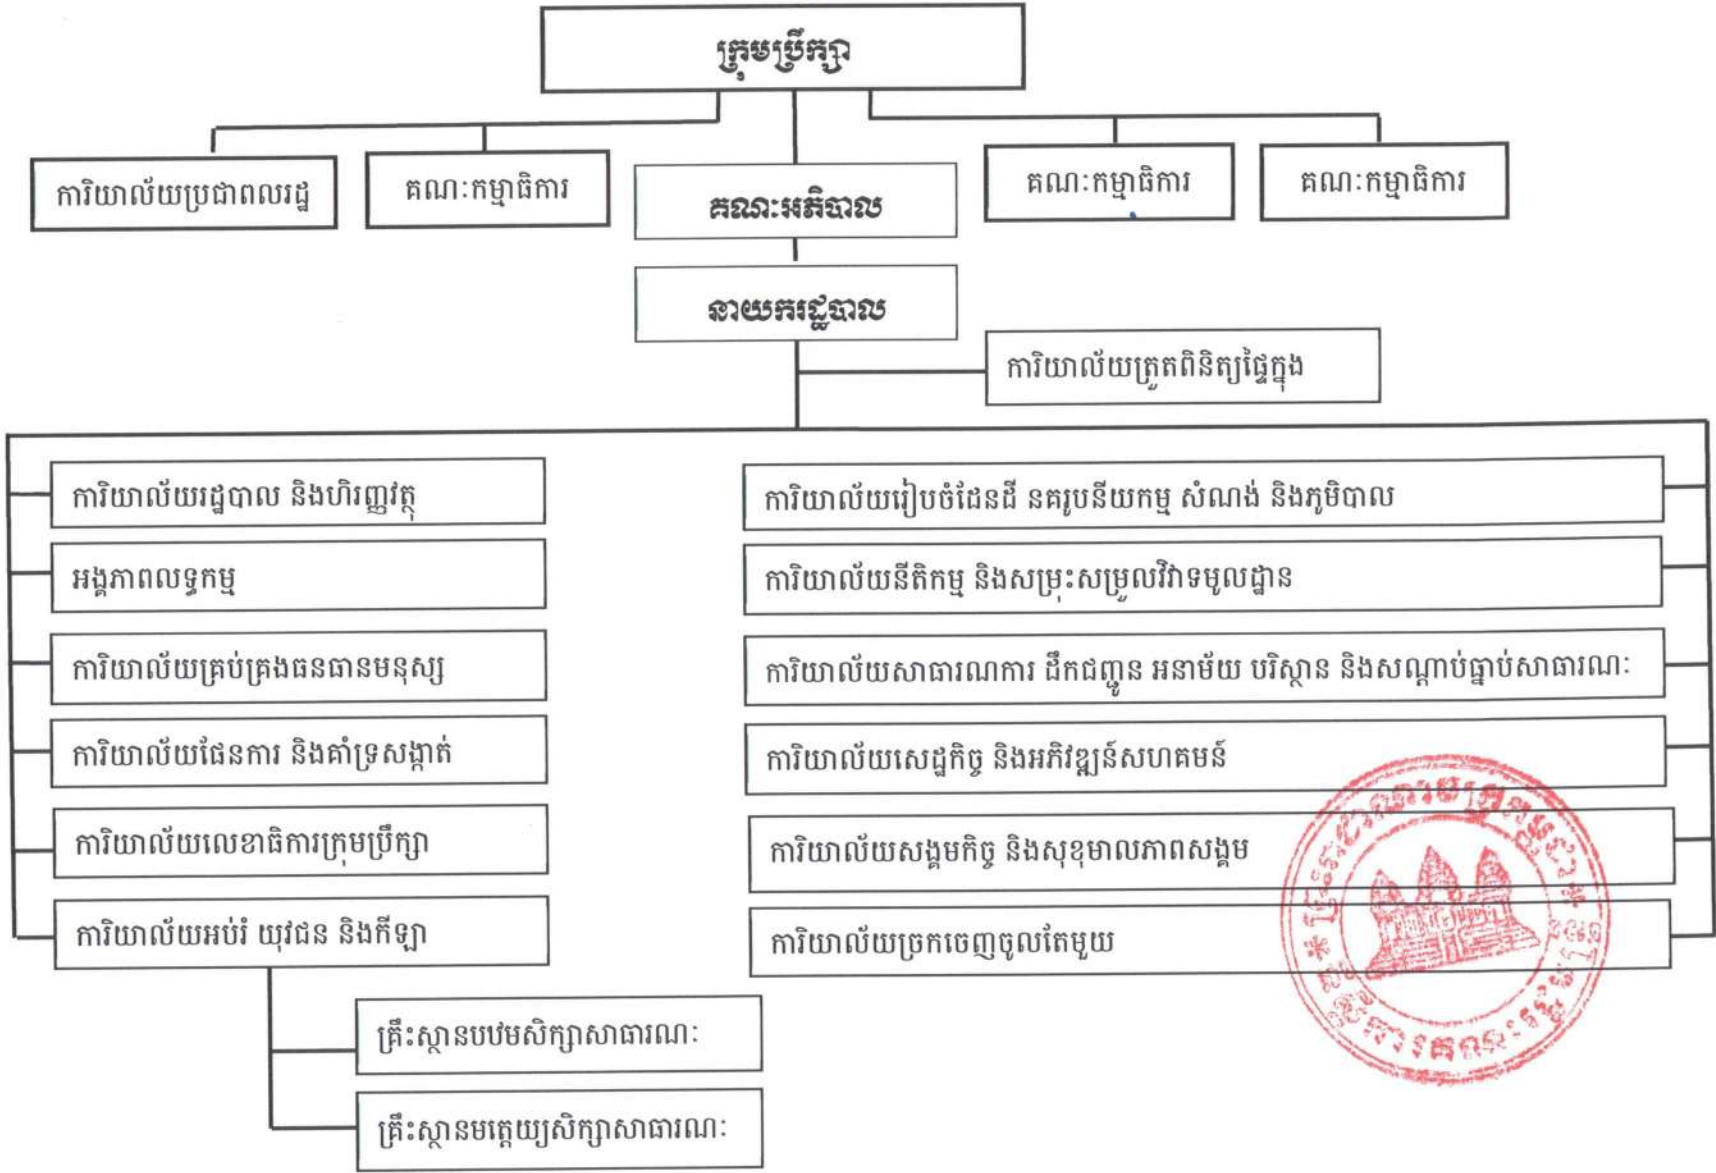 ក្រុមប្រឹក្សា
ការិយាល័យប្រជាពលរដ្ឋ
គណៈកម្មាធិការ
គណៈអភិបាល
គណៈកម្មាធិការ
គណៈកម្មាធិការ
នាយករដ្ឋបាល
ការិយាល័យត្រួតពិនិត្យផ្ទៃក្នុង
ការិយាល័យរដ្ឋបាល និងហិរញ្ញវត្ថុ
អង្គភាពលទ្ធកម្ម
ការិយាល័យគ្រប់គ្រងធនធានមនុស្ស
ការិយាល័យផែនការ និងគាំទ្រសង្កាត់
ការិយាល័យលេខាធិការក្រុមប្រឹក្សា
ការិយាល័យអប់រំ យុវជន និងកីឡា
ការិយាល័យរៀបចំដែនដី នគរូបនីយកម្ម សំណង់ និងភូមិបាល
ការិយាល័យនីតិកម្ម និងសម្រុះសម្រួលវិវាទមូលដ្ឋាន
ការិយាល័យសាធារណការ ដឹកជញ្ជូន អនាម័យ បរិស្ថាន និងសណ្តាប់ធ្នាប់សាធារណៈ
ការិយាល័យសេដ្ឋកិច្ច និងអភិវឌ្ឍន៍សហគមន៍
ការិយាល័យសង្គមកិច្ច និងសុខុមាលភាពសង្គម
ការិយាល័យច្រកចេញចូលតែមួយ
គ្រឹះស្ថានបឋមសិក្សាសាធារណៈ
គ្រឹះស្ថានមត្តេយ្យសិក្សាសាធារណៈ